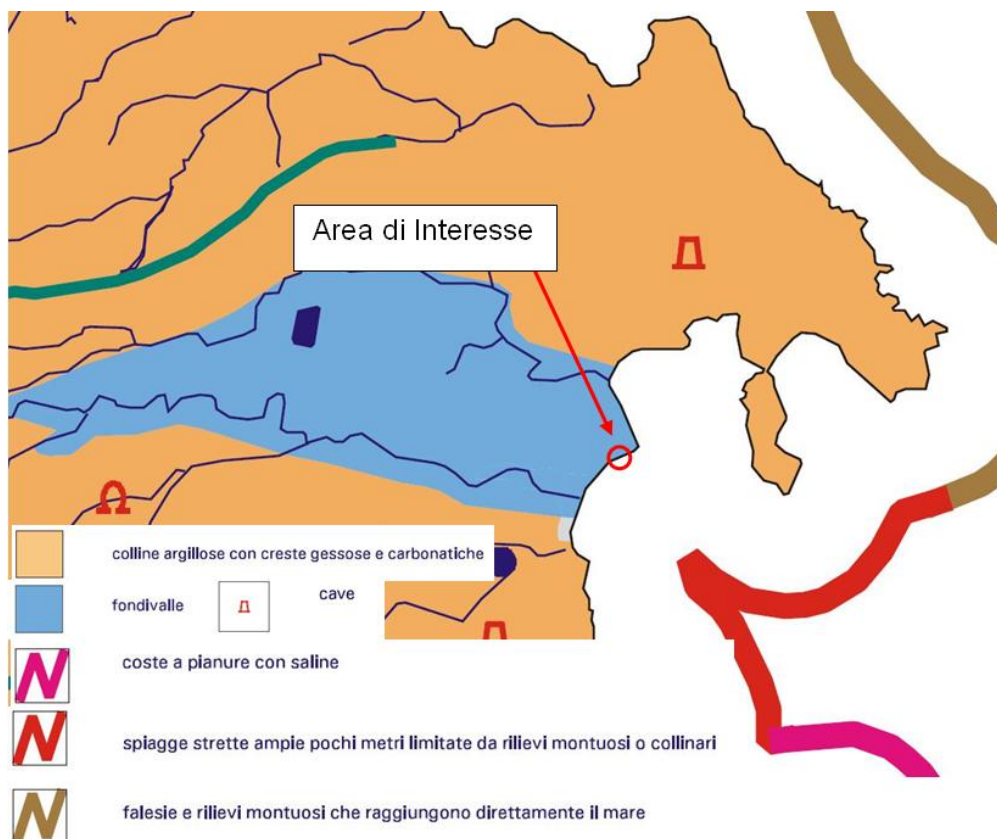 Area di Interesse
colline argillose con creste gessose e carbonatiche
fondivalle cave
coste a pianure con saline
spiagge strette ampie pochi metri limitate da rilievi montuosi o collinari
falesie e rilievi montuosi che raggiungono direttamente il mare